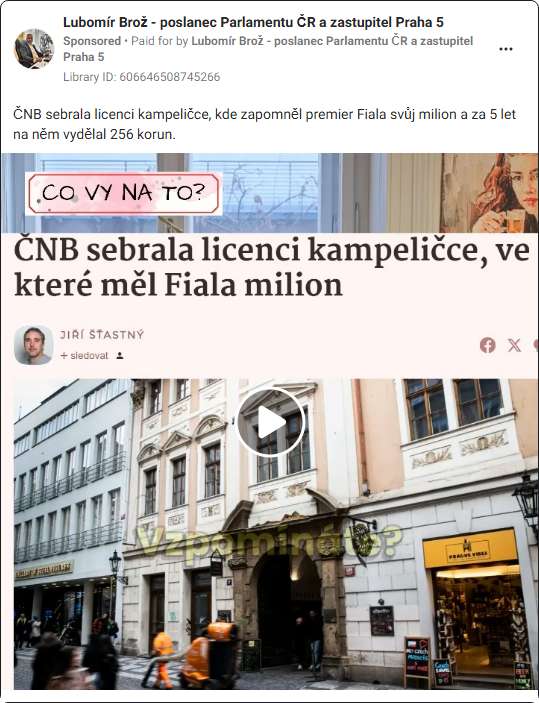 Lubomír Brož - poslanec Parlamentu ČR a zastupitel Praha 5
Sponsored • Paid for by Lubomír Brož - poslanec Parlamentu ČR a zastupitel
Praha 5
Library ID: 606646508745266
ČNB sebrala licenci kampeličce, kde zapomněl premier Fiala svůj milion a za 5 let
na něm vydělal 256 korun.
CO VY NA TO?
ČNB sebrala licenci kampeličce, ve
které měl Fiala milion
JIŘÍ ŠŤASTNÝ
+ sledovat
Vzpomínáte?
PRAGUE VIBES